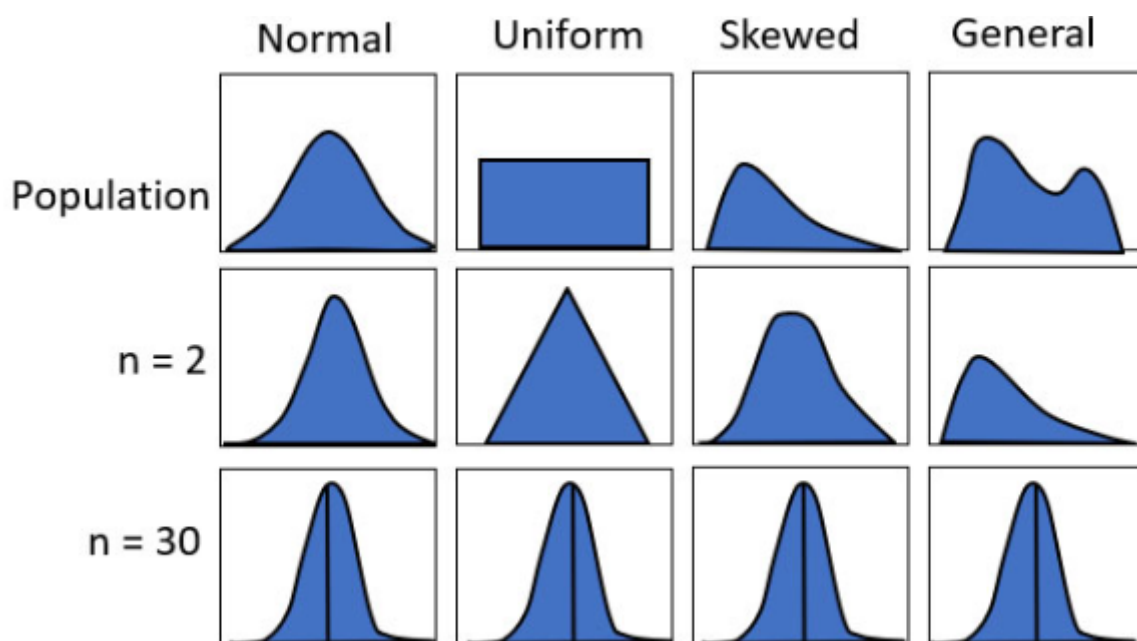 Normal Uniform Skewed General
Population
n = 2
n = 30